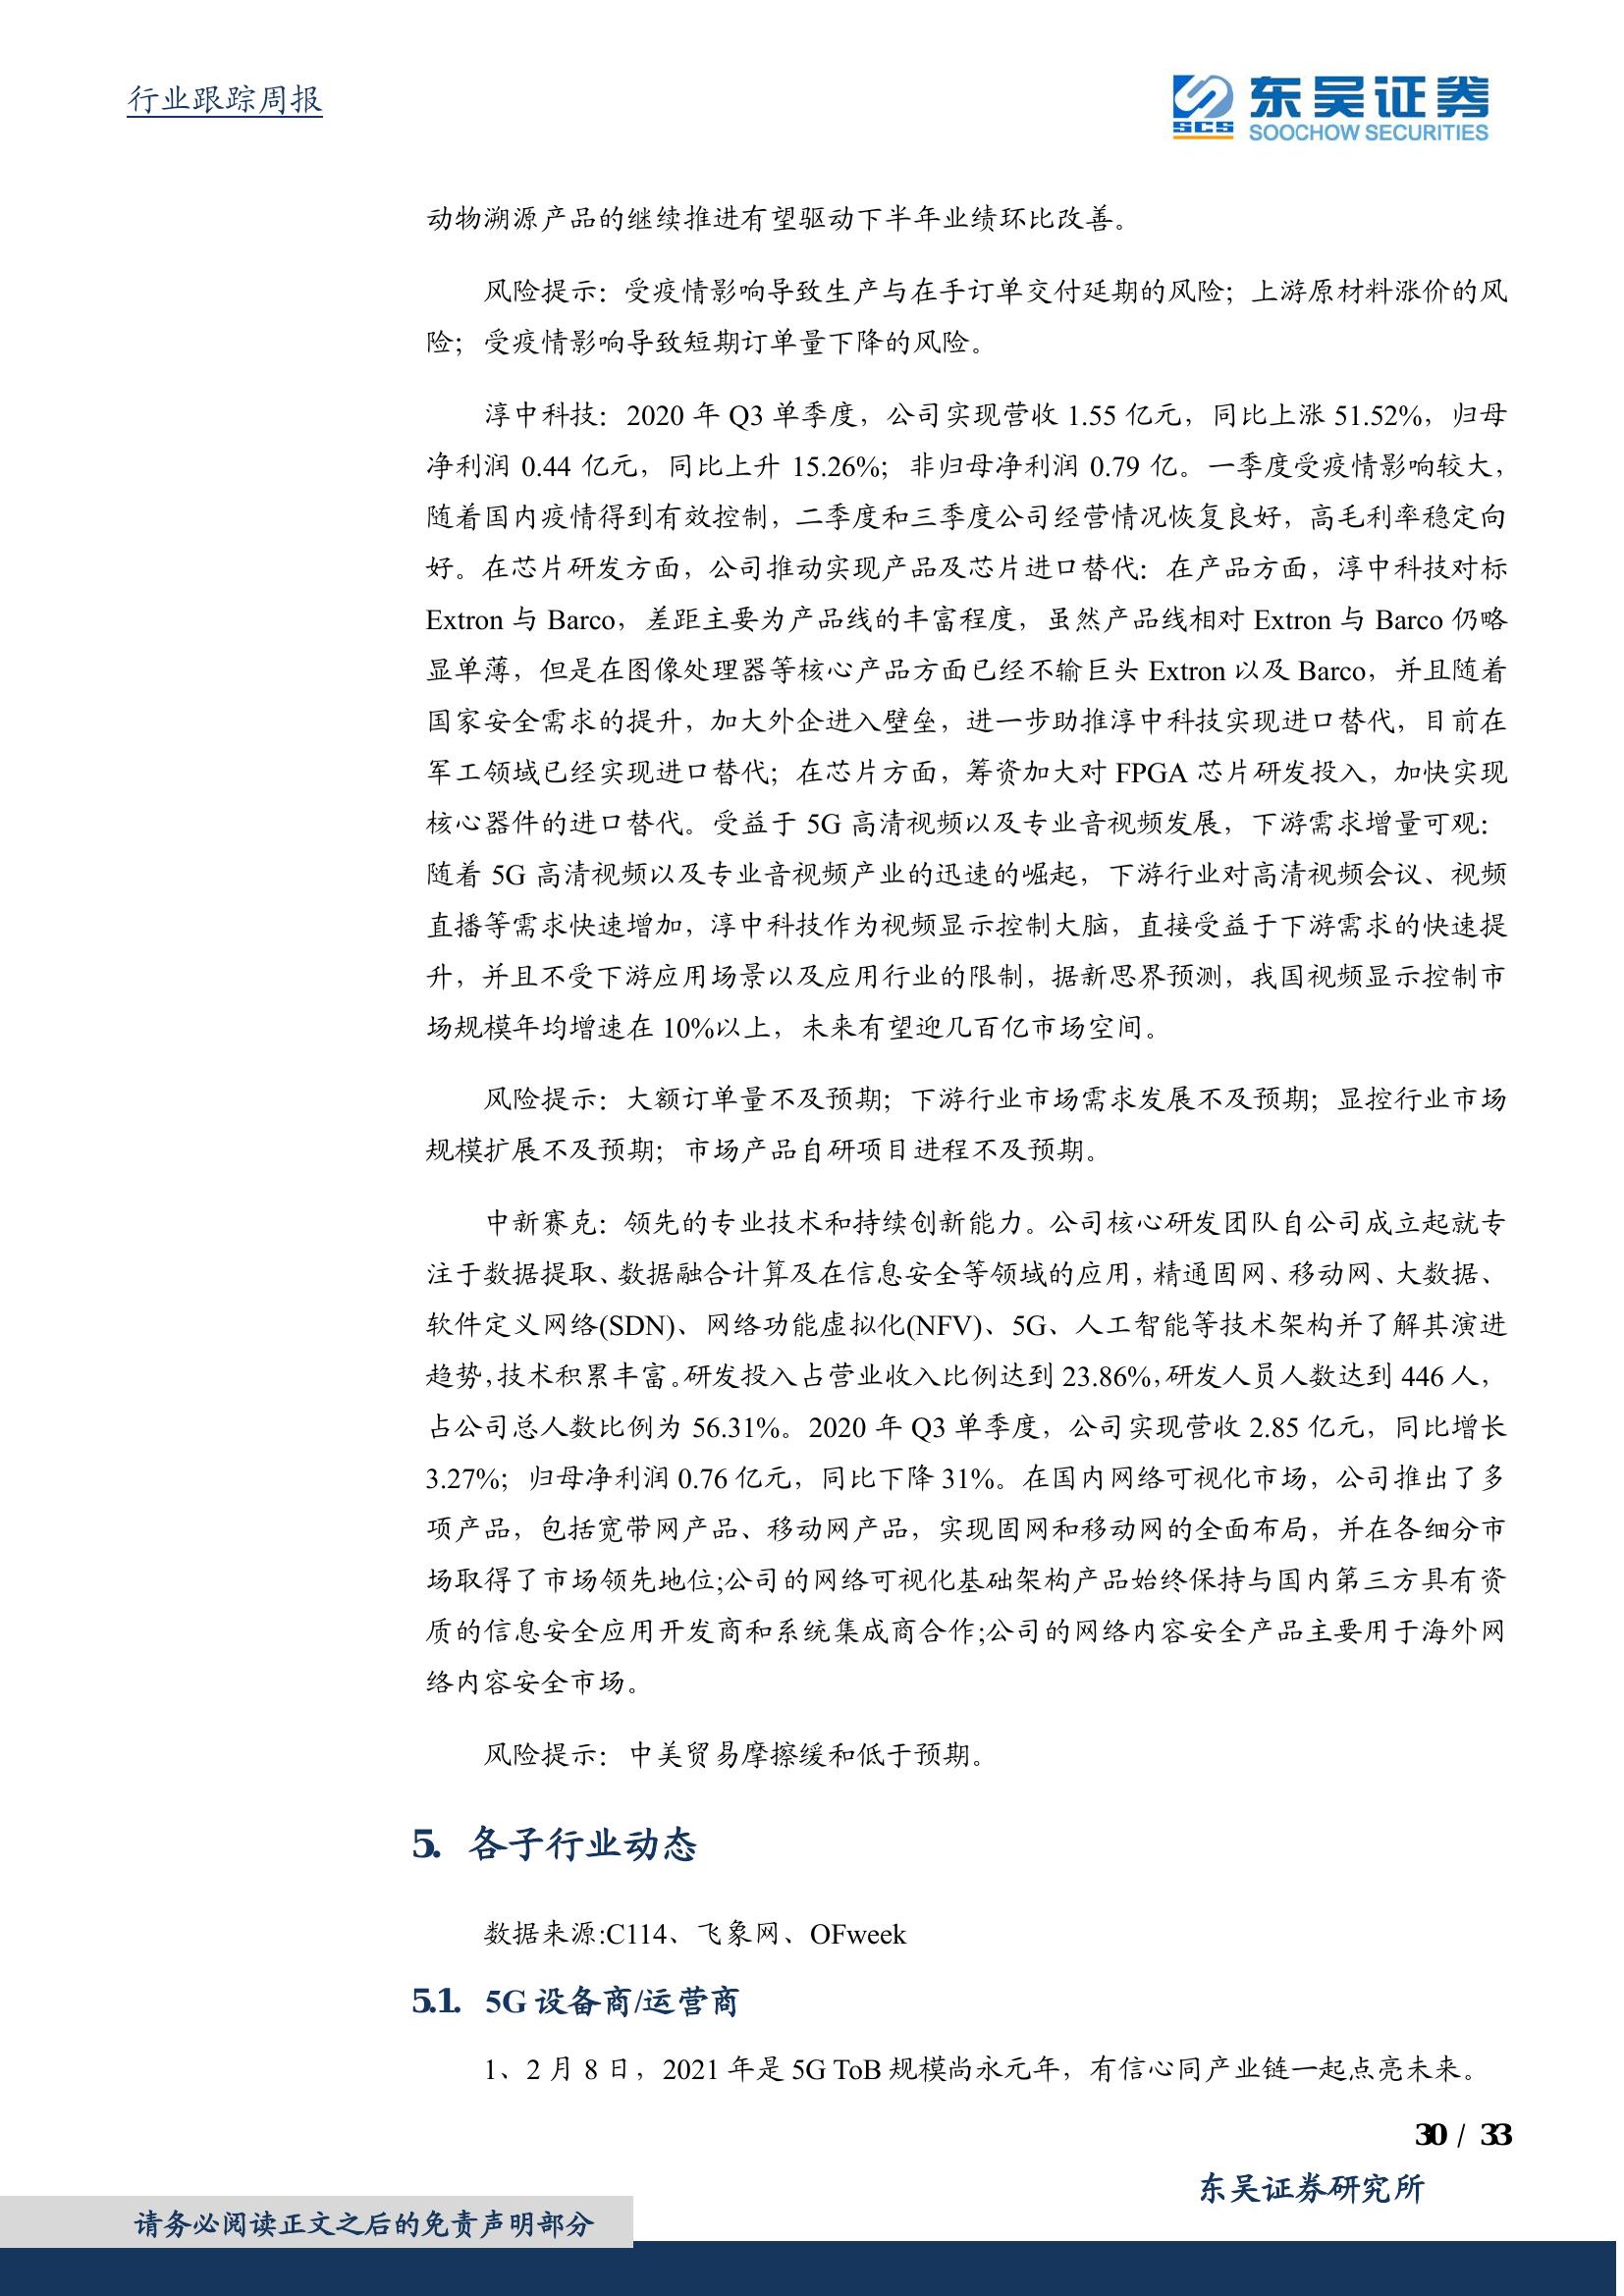 行业跟踪周报
SCS
东吴证券
SOOCHOW SECURITIES
动物溯源产品的继续推进有望驱动下半年业绩环比改善。
风险提示：受疫情影响导致生产与在手订单交付延期的风险；上游原材料涨价的风
险；受疫情影响导致短期订单量下降的风险。
淳中科技：2020 年 Q3 单季度，公司实现营收 1.55 亿元，同比上涨 51.52%，归母
净利润 0.44 亿元，同比上升 15.26%；非归母净利润 0.79 亿。一季度受疫情影响较大，
随着国内疫情得到有效控制，二季度和三季度公司经营情况恢复良好，高毛利率稳定向
好。在芯片研发方面，公司推动实现产品及芯片进口替代：在产品方面，淳中科技对标
Extron 与 Barco，差距主要为产品线的丰富程度，虽然产品线相对 Extron 与 Barco 仍略
显单薄，但是在图像处理器等核心产品方面已经不输巨头 Extron 以及 Barco，并且随着
国家安全需求的提升，加大外企进入壁垒，进一步助推淳中科技实现进口替代，目前在
军工领域已经实现进口替代；在芯片方面，筹资加大对 FPGA 芯片研发投入，加快实现
核心器件的进口替代。受益于 5G 高清视频以及专业音视频发展，下游需求增量可观：
随着 5G 高清视频以及专业音视频产业的迅速的崛起，下游行业对高清视频会议、视频
直播等需求快速增加，淳中科技作为视频显示控制大脑，直接受益于下游需求的快速提
升，并且不受下游应用场景以及应用行业的限制，据新思界预测，我国视频显示控制市
场规模年均增速在 10%以上，未来有望迎几百亿市场空间。
风险提示：大额订单量不及预期；下游行业市场需求发展不及预期；显控行业市场
规模扩展不及预期；市场产品自研项目进程不及预期。
中新赛克：领先的专业技术和持续创新能力。公司核心研发团队自公司成立起就专
注于数据提取、数据融合计算及在信息安全等领域的应用，精通固网、移动网、大数据、
软件定义网络(SDN)、网络功能虚拟化(NFV)、5G、人工智能等技术架构并了解其演进
趋势，技术积累丰富。研发投入占营业收入比例达到 23.86%，研发人员人数达到 446 人，
占公司总人数比例为 56.31%。2020 年 Q3 单季度，公司实现营收 2.85 亿元，同比增长
3.27%；归母净利润 0.76 亿元，同比下降 31%。在国内网络可视化市场，公司推出了多
项产品，包括宽带网产品、移动网产品，实现固网和移动网的全面布局，并在各细分市
场取得了市场领先地位;公司的网络可视化基础架构产品始终保持与国内第三方具有资
质的信息安全应用开发商和系统集成商合作;公司的网络内容安全产品主要用于海外网
络内容安全市场。
风险提示：中美贸易摩擦缓和低于预期。
5. 各子行业动态
数据来源:C114、飞象网、OFweek
5.1. 5G 设备商/运营商
1、2 月 8 日，2021 年是 5G ToB 规模尚永元年，有信心同产业链一起点亮未来。
30 / 33
东吴证券研究所
请务必阅读正文之后的免责声明部分